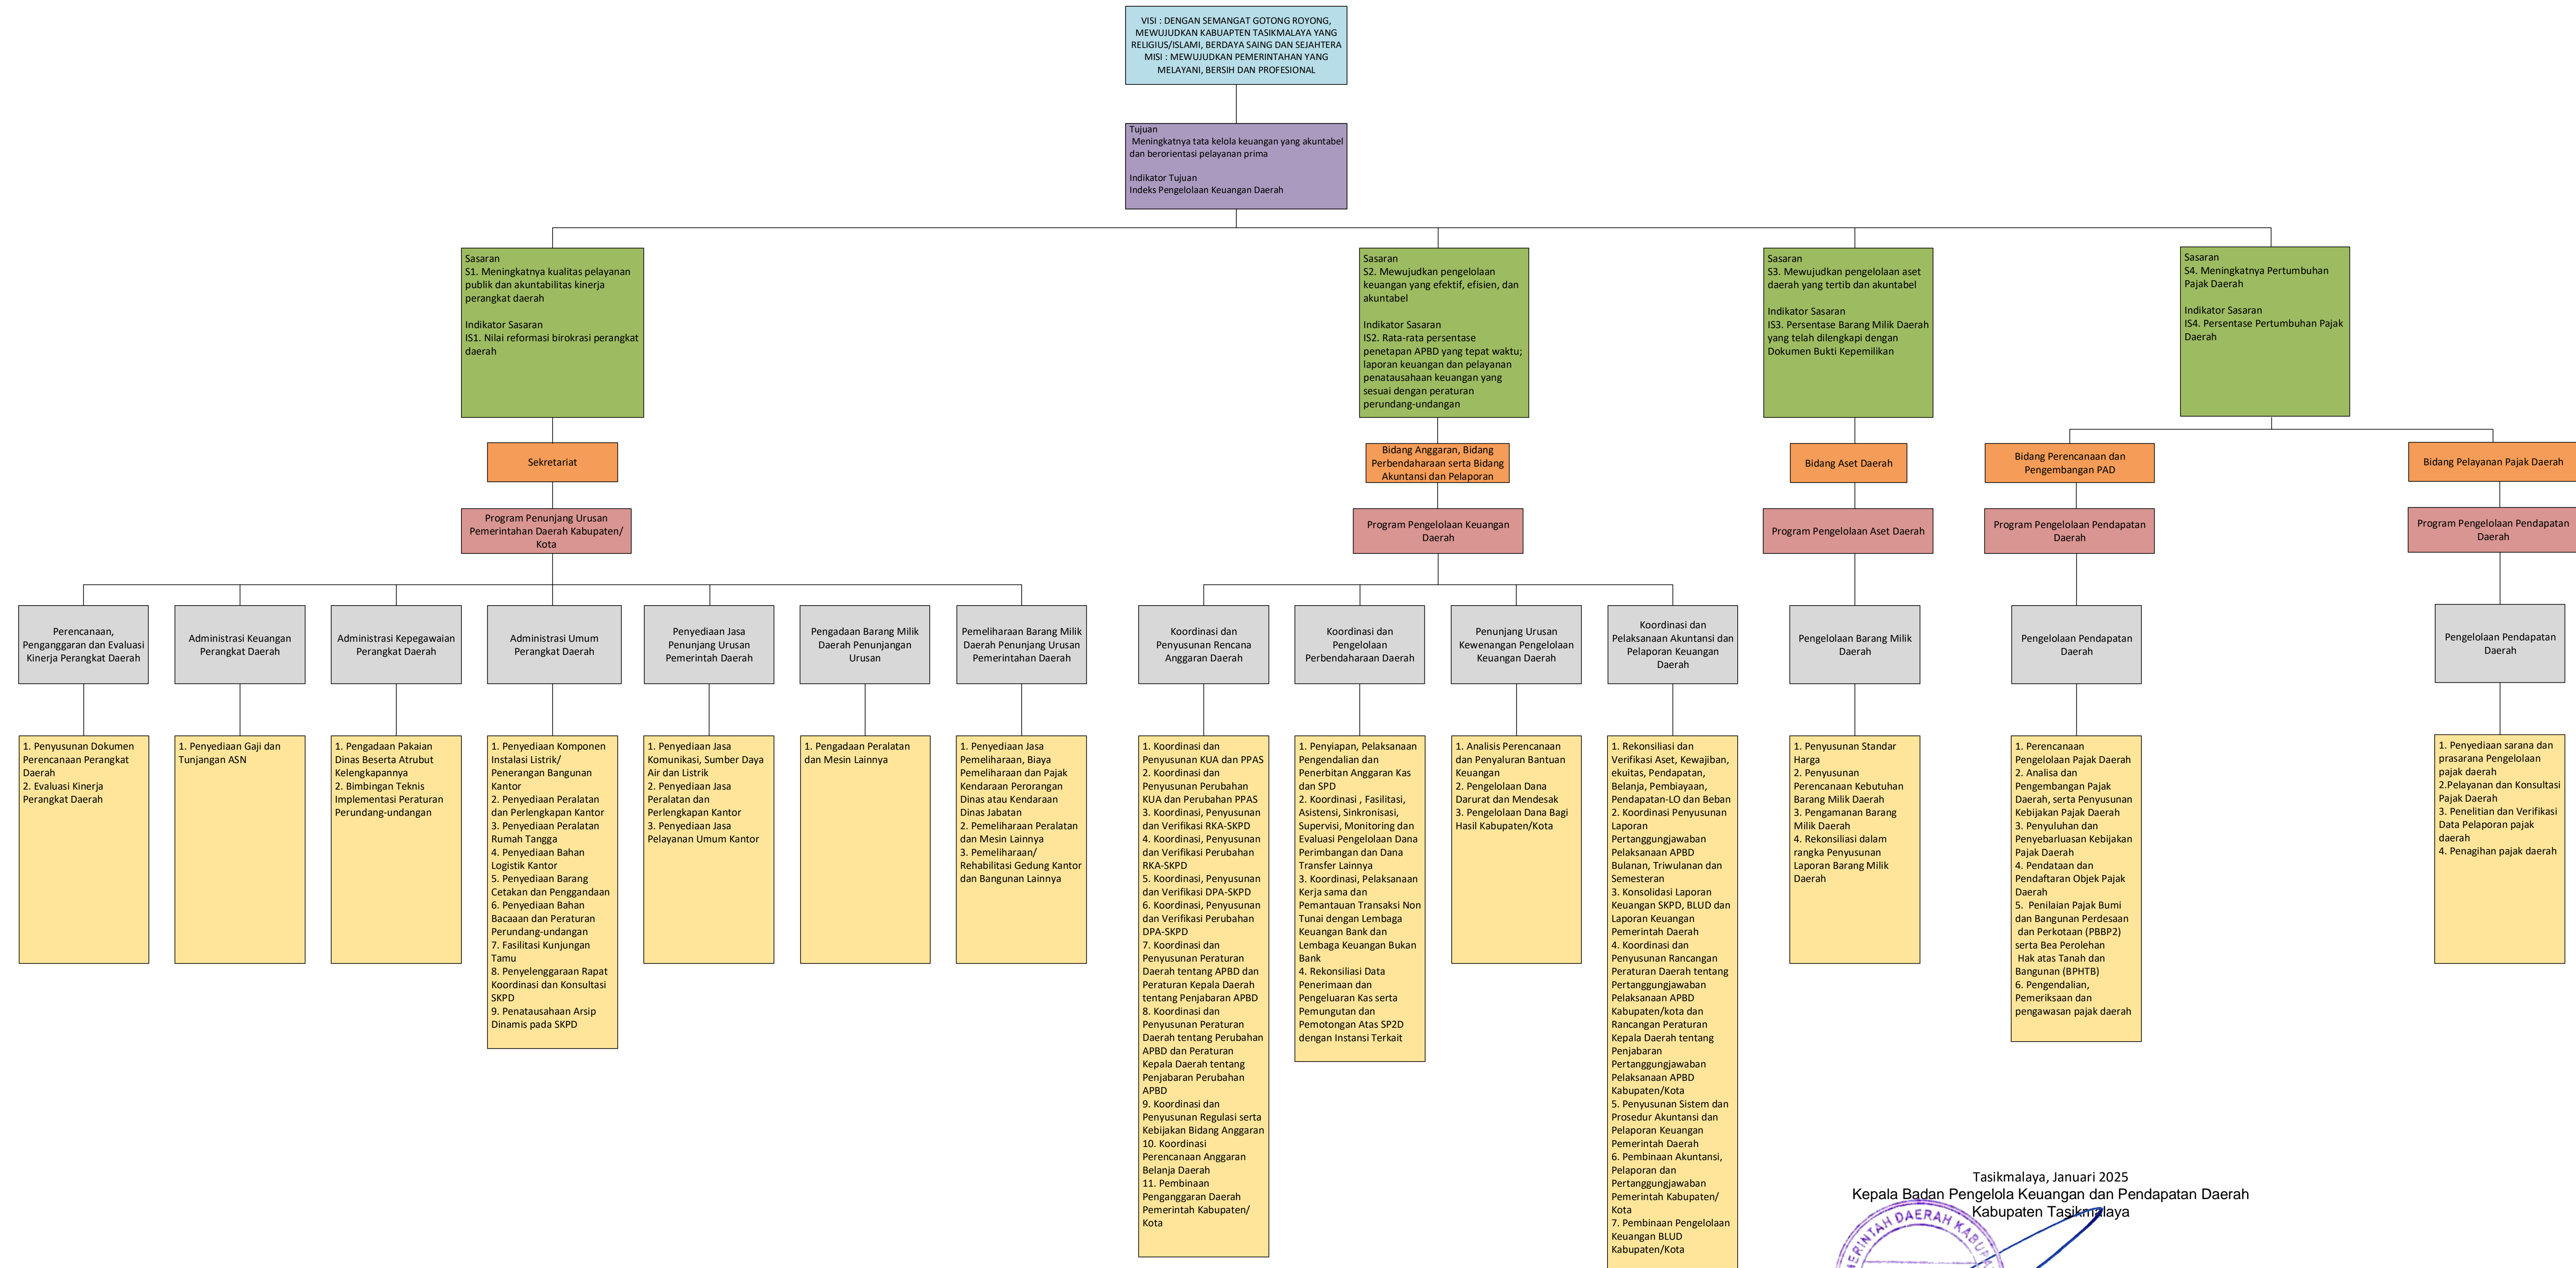 VISI : DENGAN SEMANGAT GOTONG ROYONG,
MEWUJUDKAN KABUAPTEN TASIKMALAYA YANG
RELIGIUS/ISLAMI, BERDAYA SAING DAN SEJAHTERA
MISI : MEWUJUDKAN PEMERINTAHAN YANG
MELAYANI, BERSIH DAN PROFESIONAL
Tujuan
Meningkatnya tata kelola keuangan yang akuntabel
dan berorientasi pelayanan prima
Indikator Tujuan
Indeks Pengelolaan Keuangan Daerah
Sasaran
S1. Meningkatnya kualitas pelayanan
publik dan akuntabilitas kinerja
perangkat daerah
Indikator Sasaran
IS1. Nilai reformasi birokrasi perangkat
daerah
Sasaran
S2. Mewujudkan pengelolaan
keuangan yang efektif, efisien, dan
akuntabel
Indikator Sasaran
IS2. Rata-rata persentase
penetapan APBD yang tepat waktu;
laporan keuangan dan pelayanan
penatausahaan keuangan yang
sesuai dengan peraturan
perundang-undangan
Sasaran
S3. Mewujudkan pengelolaan aset
daerah yang tertib dan akuntabel
Indikator Sasaran
IS3. Persentase Barang Milik Daerah
yang telah dilengkapi dengan
Dokumen Bukti Kepemilikan
Sasaran
S4. Meningkatnya Pertumbuhan
Pajak Daerah
Indikator Sasaran
IS4. Persentase Pertumbuhan Pajak
Daerah
Sekretariat
Bidang Anggaran, Bidang
Perbendaharaan serta Bidang
Akuntansi dan Pelaporan
Bidang Aset Daerah
Bidang Perencanaan dan
Pengembangan PAD
Bidang Pelayanan Pajak Daerah
Program Penunjang Urusan
Pemerintahan Daerah Kabupaten/
Kota
Program Pengelolaan Keuangan
Daerah
Program Pengelolaan Aset Daerah
Program Pengelolaan Pendapatan
Daerah
Program Pengelolaan Pendapatan
Daerah
Perencanaan,
Penganggaran dan Evaluasi
Kinerja Perangkat Daerah
Administrasi Keuangan
Perangkat Daerah
Administrasi Kepegawaian
Perangkat Daerah
Administrasi Umum
Perangkat Daerah
Penyediaan Jasa
Penunjang Urusan
Pemerintah Daerah
Pengadaan Barang Milik
Daerah Penunjangan
Urusan
Pemeliharaan Barang Milik
Daerah Penunjang Urusan
Pemerintahan Daerah
Koordinasi dan
Penyusunan Rencana
Anggaran Daerah
Koordinasi dan
Pengelolaan
Perbendaharaan Daerah
Penunjang Urusan
Kewenangan Pengelolaan
Keuangan Daerah
Koordinasi dan
Pelaksanaan Akuntansi dan
Pelaporan Keuangan
Daerah
Pengelolaan Barang Milik
Daerah
Pengelolaan Pendapatan
Daerah
Pengelolaan Pendapatan
Daerah
1. Penyusunan Dokumen
Perencanaan Perangkat
Daerah
2. Evaluasi Kinerja
Perangkat Daerah
1. Penyediaan Gaji dan
Tunjangan ASN
1. Pengadaan Pakaian
Dinas Beserta Atrubut
Kelengkapannya
2. Bimbingan Teknis
Implementasi Peraturan
Perundang-undangan
1. Penyediaan Komponen
Instalasi Listrik/
Penerangan Bangunan
Kantor
2. Penyediaan Peralatan
dan Perlengkapan Kantor
3. Penyediaan Peralatan
Rumah Tangga
4. Penyediaan Bahan
Logistik Kantor
5. Penyediaan Barang
Cetakan dan Penggandaan
6. Penyediaan Bahan
Bacaaan dan Peraturan
Perundang-undangan
7. Fasilitasi Kunjungan
Tamu
8. Penyelenggaraan Rapat
Koordinasi dan Konsultasi
SKPD
9. Penatausahaan Arsip
Dinamis pada SKPD
1. Penyediaan Jasa
Komunikasi, Sumber Daya
Air dan Listrik
2. Penyediaan Jasa
Peralatan dan
Perlengkapan Kantor
3. Penyediaan Jasa
Pelayanan Umum Kantor
1. Pengadaan Peralatan
dan Mesin Lainnya
1. Penyediaan Jasa
Pemeliharaan, Biaya
Pemeliharaan dan Pajak
Kendaraan Perorangan
Dinas atau Kendaraan
Dinas Jabatan
2. Pemeliharaan Peralatan
dan Mesin Lainnya
3. Pemeliharaan/
Rehabilitasi Gedung Kantor
dan Bangunan Lainnya
1. Koordinasi dan
Penyusunan KUA dan PPAS
2. Koordinasi dan
Penyusunan Perubahan
KUA dan Perubahan PPAS
3. Koordinasi, Penyusunan
dan Verifikasi RKA-SKPD
4. Koordinasi, Penyusunan
dan Verifikasi Perubahan
RKA-SKPD
5. Koordinasi, Penyusunan
dan Verifikasi DPA-SKPD
6. Koordinasi, Penyusunan
dan Verifikasi Perubahan
DPA-SKPD
7. Koordinasi dan
Penyusunan Peraturan
Daerah tentang APBD dan
Peraturan Kepala Daerah
tentang Penjabaran APBD
8. Koordinasi dan
Penyusunan Peraturan
Daerah tentang Perubahan
APBD dan Peraturan
Kepala Daerah tentang
Penjabaran Perubahan
APBD
9. Koordinasi dan
Penyusunan Regulasi serta
Kebijakan Bidang Anggaran
10. Koordinasi
Perencanaan Anggaran
Belanja Daerah
11. Pembinaan
Penganggaran Daerah
Pemerintah Kabupaten/
Kota
1. Penyiapan, Pelaksanaan
Pengendalian dan
Penerbitan Anggaran Kas
dan SPD
2. Koordinasi , Fasilitasi,
Asistensi, Sinkronisasi,
Supervisi, Monitoring dan
Evaluasi Pengelolaan Dana
Perimbangan dan Dana
Transfer Lainnya
3. Koordinasi, Pelaksanaan
Kerja sama dan
Pemantauan Transaksi Non
Tunai dengan Lembaga
Keuangan Bank dan
Lembaga Keuangan Bukan
Bank
4. Rekonsiliasi Data
Penerimaan dan
Pengeluaran Kas serta
Pemungutan dan
Pemotongan Atas SP2D
dengan Instansi Terkait
1. Analisis Perencanaan
dan Penyaluran Bantuan
Keuangan
2. Pengelolaan Dana
Darurat dan Mendesak
3. Pengelolaan Dana Bagi
Hasil Kabupaten/Kota
1. Rekonsiliasi dan
Verifikasi Aset, Kewajiban,
ekuitas, Pendapatan,
Belanja, Pembiayaan,
Pendapatan-LO dan Beban
2. Koordinasi Penyusunan
Laporan
Pertanggungjawaban
Pelaksanaan APBD
Bulanan, Triwulanan dan
Semesteran
3. Konsolidasi Laporan
Keuangan SKPD, BLUD dan
Laporan Keuangan
Pemerintah Daerah
4. Koordinasi dan
Penyusunan Rancangan
Peraturan Daerah tentang
Pertanggungjawaban
Pelaksanaan APBD
Kabupaten/kota dan
Rancangan Peraturan
Kepala Daerah tentang
Penjabaran
Pertanggungjawaban
Pelaksanaan APBD
Kabupaten/Kota
5. Penyusunan Sistem dan
Prosedur Akuntansi dan
Pelaporan Keuangan
Pemerintah Daerah
6. Pembinaan Akuntansi,
Pelaporan dan
Pertanggungjawaban
Pemerintah Kabupaten/
Kota
7. Pembinaan Pengelolaan
Keuangan BLUD
Kabupaten/Kota
1. Penyusunan Standar
Harga
2. Penyusunan
Perencanaan Kebutuhan
Barang Milik Daerah
3. Pengamanan Barang
Milik Daerah
4. Rekonsiliasi dalam
rangka Penyusunan
Laporan Barang Milik
Daerah
1. Perencanaan
Pengelolaan Pajak Daerah
2. Analisa dan
Pengembangan Pajak
Daerah, serta Penyusunan
Kebijakan Pajak Daerah
3. Penyuluhan dan
Penyebarluasan Kebijakan
Pajak Daerah
4. Pendataan dan
Pendaftaran Objek Pajak
Daerah
5. Penilaian Pajak Bumi
dan Bangunan Perdesaan
dan Perkotaan (PBBP2)
serta Bea Perolehan
Hak atas Tanah dan
Bangunan (BPHTB)
6. Pengendalian,
Pemeriksaan dan
pengawasan pajak daerah
1. Penyediaan sarana dan
prasarana Pengelolaan
pajak daerah
2.Pelayanan dan Konsultasi
Pajak Daerah
3. Penelitian dan Verifikasi
Data Pelaporan pajak
daerah
4. Penagihan pajak daerah
Tasikmalaya, Januari 2025
Kepala Badan Pengelola Keuangan dan Pendapatan Daerah
Kabupaten Tasikmalaya
DAERAH